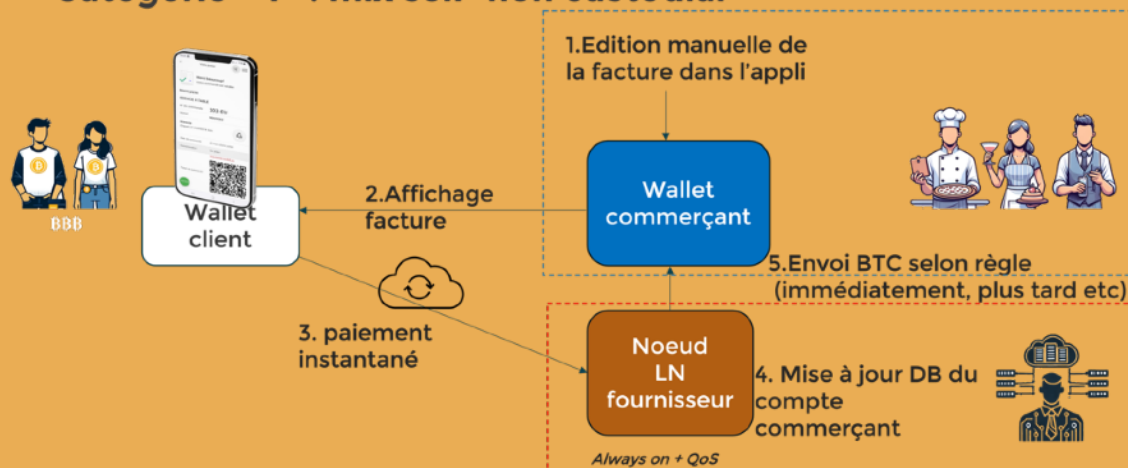 1.Edition manuelle de
la facture dans l'appli
Wallet
commerçant
2.Affichage
facture
Wallet
client
BBB
3. paiement
instantané
5.Envoi BTC selon règle
(immédiatement, plus tard etc)
Noeud
LN
fournisseur
4. Mise à jour DB du
compte
commerçant
Always on + QoS